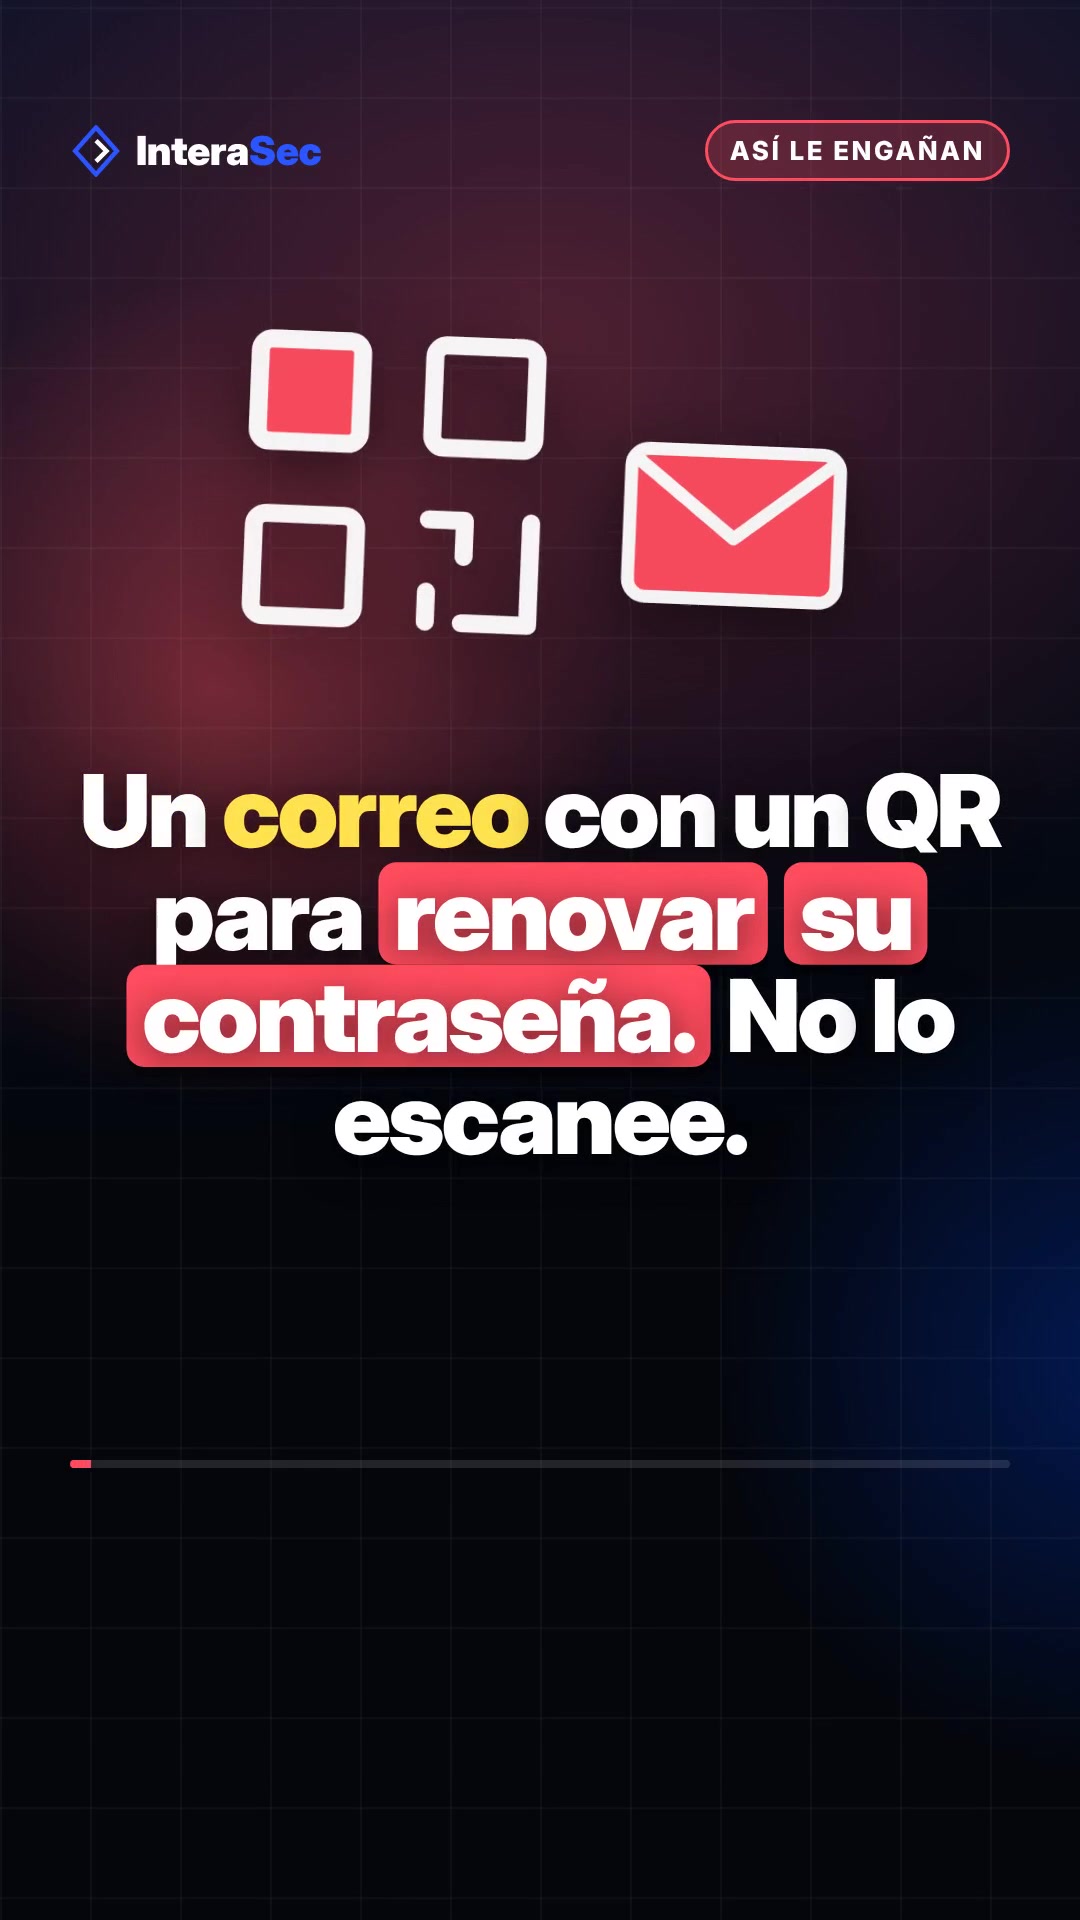 InteraSec
ASÍ LE ENGAÑAN
Un correo con un QR
para renovar su
contraseña. No lo
escanee.